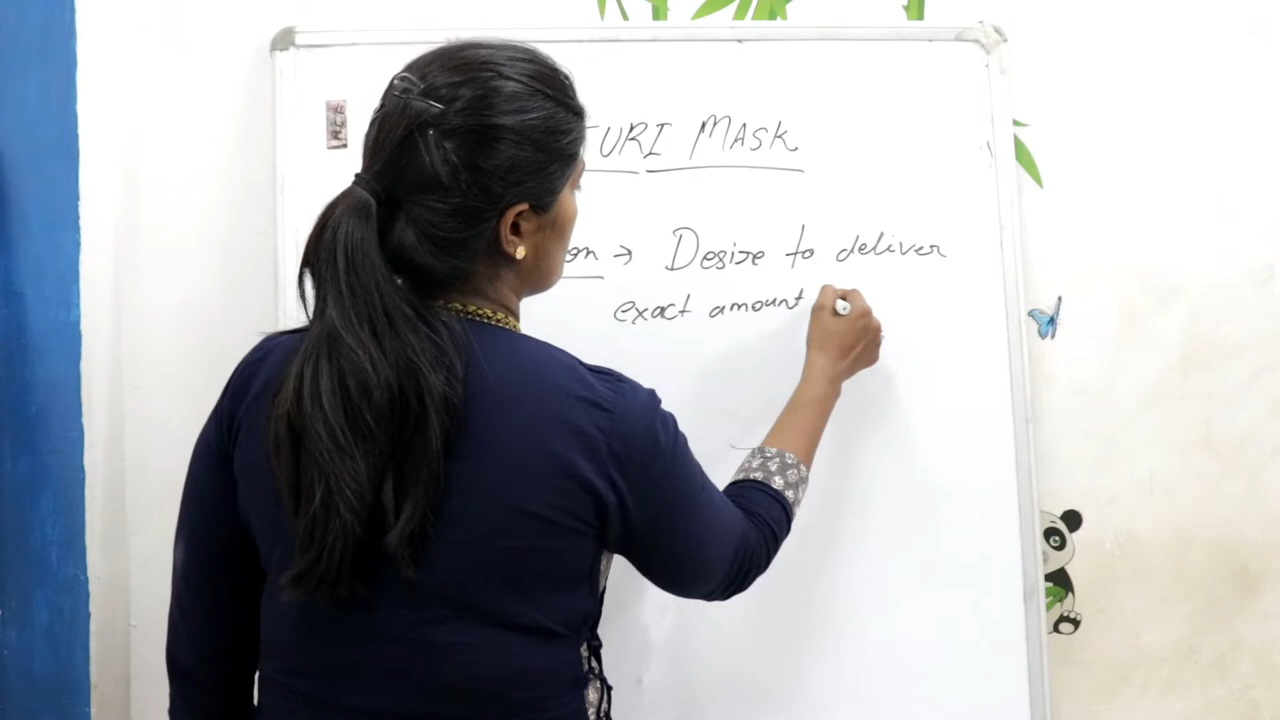 TURI MASK
on → Desire to deliver
exact amount